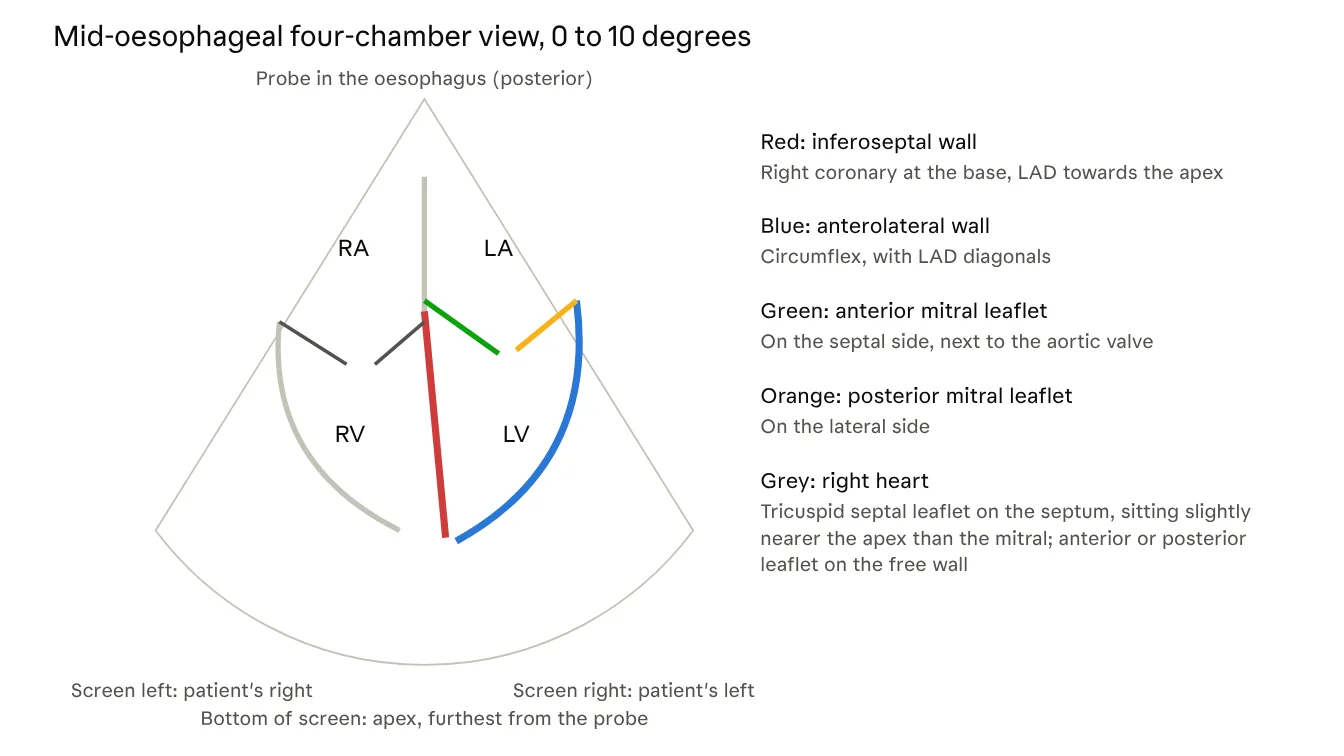 Mid-oesophageal four-chamber view, 0 to 10 degrees
Probe in the oesophagus (posterior)
RA
LA
RV
LV
Red: inferoseptal wall
Right coronary at the base, LAD towards the apex
Blue: anterolateral wall
Circumflex, with LAD diagonals
Green: anterior mitral leaflet
On the septal side, next to the aortic valve
Orange: posterior mitral leaflet
On the lateral side
Grey: right heart
Tricuspid septal leaflet on the septum, sitting slightly
nearer the apex than the mitral; anterior or posterior
leaflet on the free wall
Screen left: patient's right
Screen right: patient's left
Bottom of screen: apex, furthest from the probe